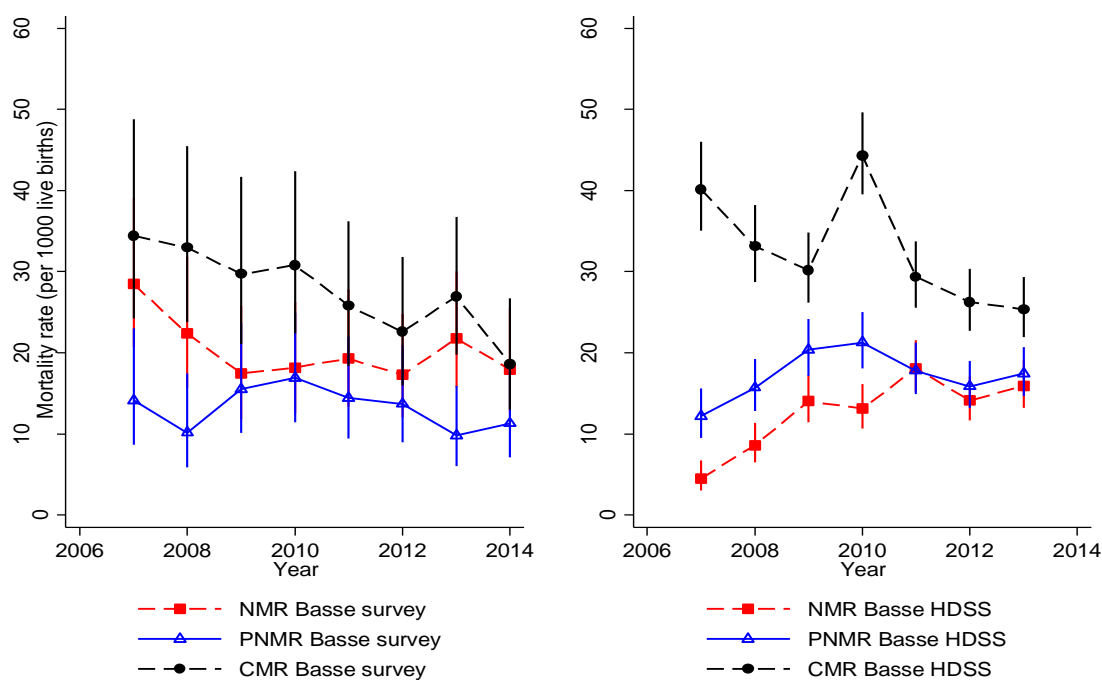 Mortality rate (per 1000 live births)
60
50
40
30
20
10
0
2006 2008 2010 2012 2014
Year
NMR Basse survey
PNMR Basse survey
CMR Basse survey
60
50
40
30
20
10
0
2006 2008 2010 2012 2014
Year
NMR Basse HDSS
PNMR Basse HDSS
CMR Basse HDSS